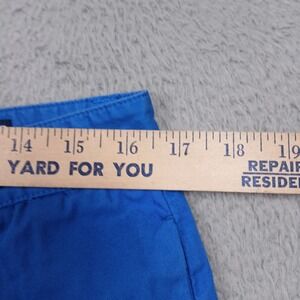 14 15 16 17 18 19
YARD FOR YOU
REPAIR
RESIDE